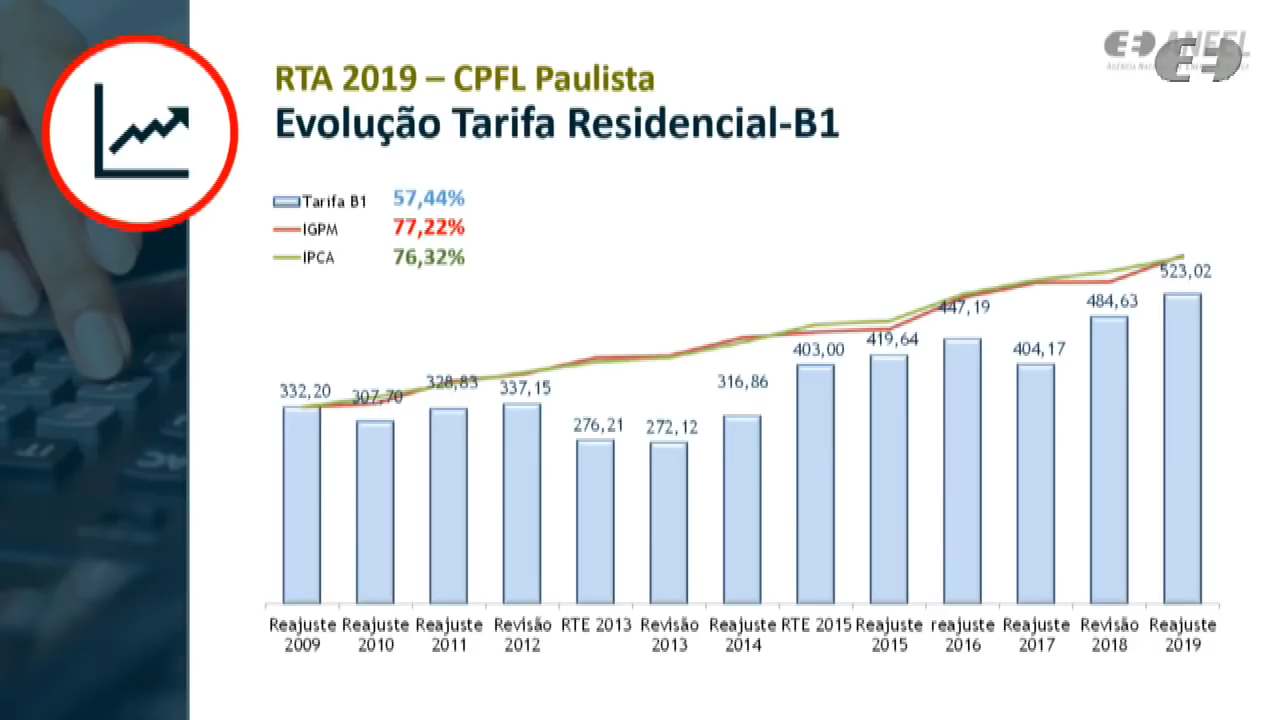 ANEEL
RTA 2019 – CPFL Paulista
Evolução Tarifa Residencial-B1
Tarifa B1 57,44%
IGPM 77,22%
IPCA 76,32%
332,20
307,70
328,83
337,15
276,21
272,12
316,86
403,00
419,64
447,19
404,17
484,63
523,02
Reajuste 2009
Reajuste 2010
Reajuste 2011
Revisão 2012
RTE 2013
Revisão 2013
Reajuste 2014
RTE 2015
Reajuste 2015
reajuste 2016
Reajuste 2017
Revisão 2018
Reajuste 2019